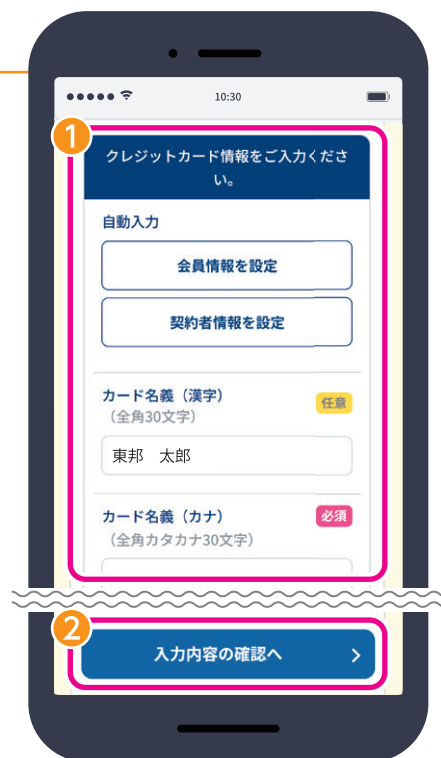 10:30
1
クレジットカード情報をご入力くださ
い。
自動入力
会員情報を設定
契約者情報を設定
カード名義（漢字）
任意
（全角30文字）
東邦　太郎
カード名義（カナ）
必須
（全角カタカナ30文字）
2
入力内容の確認へ